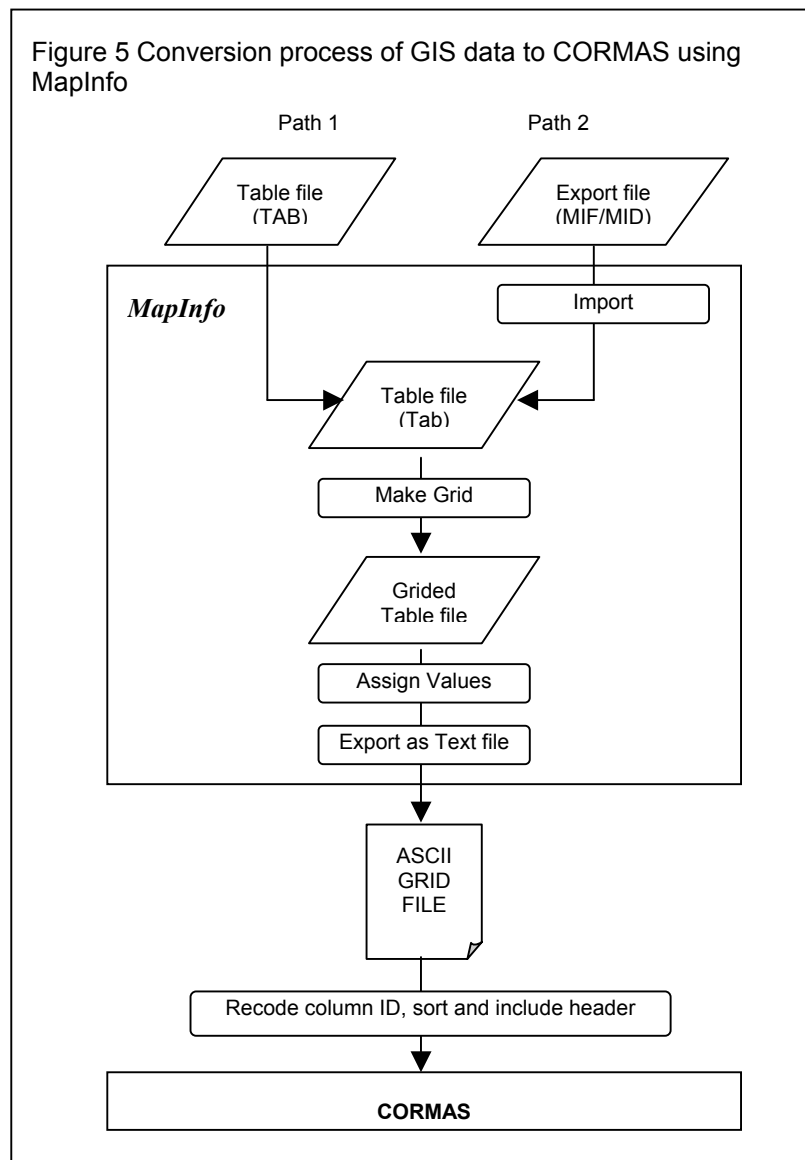 Figure 5 Conversion process of GIS data to CORMAS using
MapInfo
Path 1
Path 2
Table file
(TAB)
Export file
(MIF/MID)
MapInfo
Import
Table file
(Tab)
Make Grid
Grided
Table file
Assign Values
Export as Text file
ASCII
GRID
FILE
Recode column ID, sort and include header
CORMAS